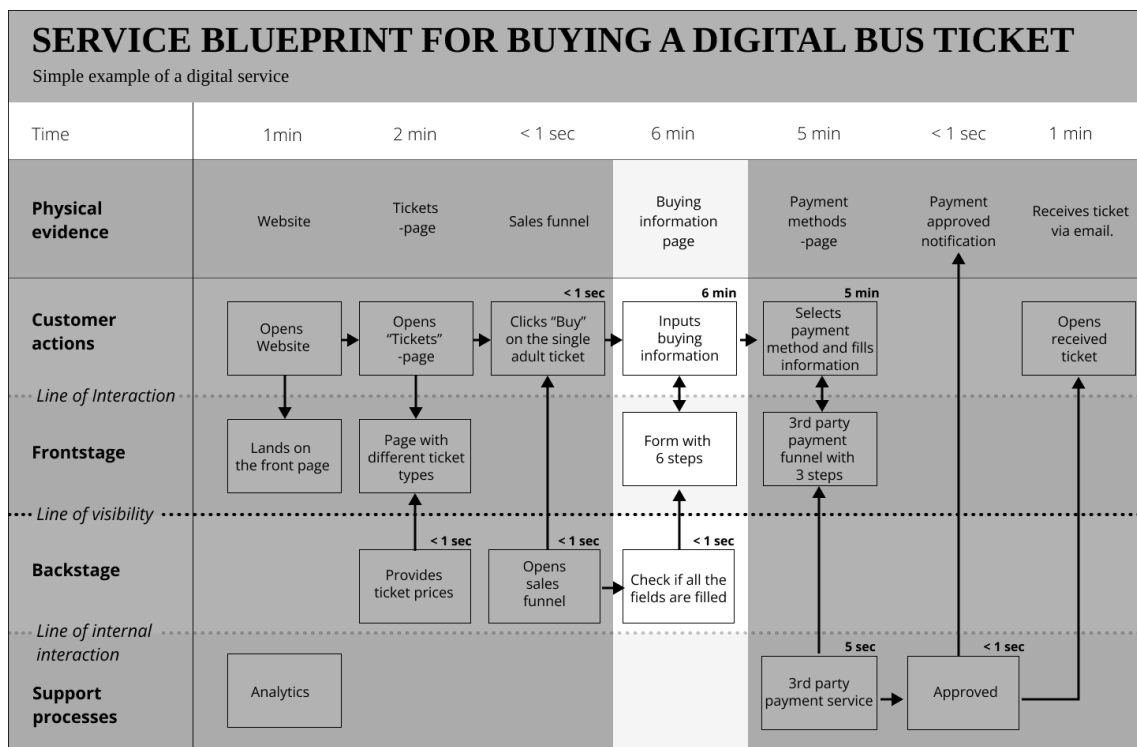 SERVICE BLUEPRINT FOR BUYING A DIGITAL BUS TICKET
Simple example of a digital service
Time
1min
2 min
< 1 sec
6 min
5 min
< 1 sec
1 min
Physical
evidence
Website
Tickets
-page
Sales funnel
Buying
information
page
Payment
methods
-page
Payment
approved
notification
Receives ticket
via email.
Customer
actions
Opens
Website
Opens
“Tickets”
-page
< 1 sec
Clicks “Buy”
on the single
adult ticket
6 min
Inputs
buying
information
5 min
Selects
payment
method and fills
information
Opens
received
ticket
Line of Interaction
Frontstage
Lands on
the front page
Page with
different ticket
types
Form with
6 steps
3rd party
payment
funnel with
3 steps
Line of visibility
Backstage
< 1 sec
Provides
ticket prices
< 1 sec
Opens
sales
funnel
< 1 sec
Check if all the
fields are filled
Line of internal
interaction
Support
processes
Analytics
5 sec
3rd party
payment service
< 1 sec
Approved